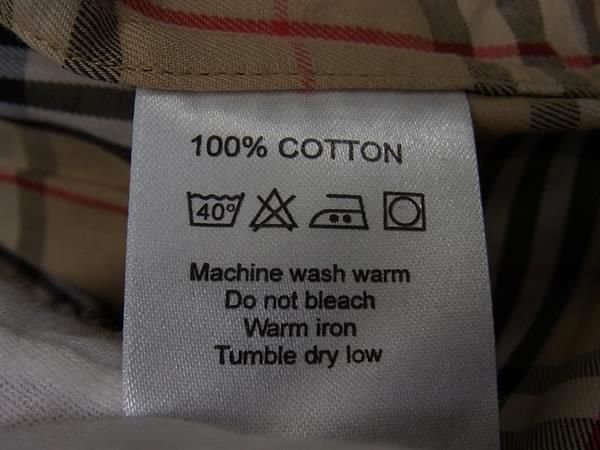 100% COTTON
40°
Machine wash warm
Do not bleach
Warm iron
Tumble dry low